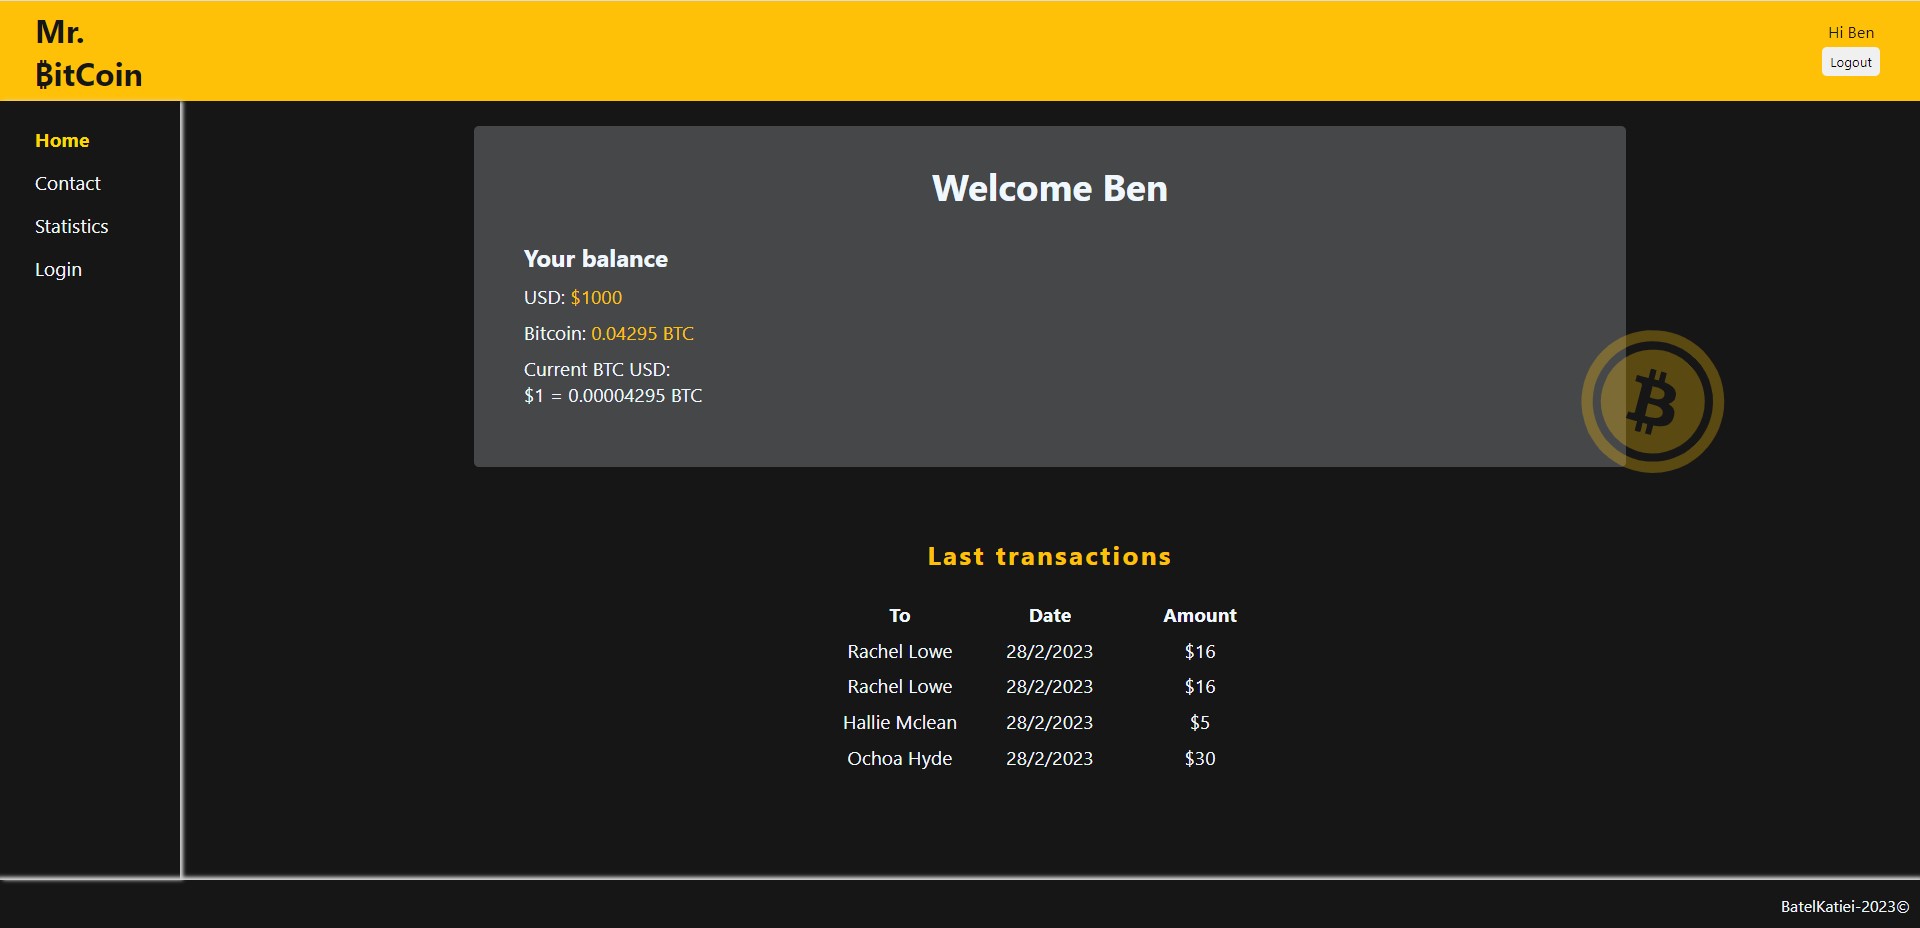 Mr.
₿itCoin
Hi Ben
Logout
Home
Contact
Statistics
Login
Welcome Ben
Your balance
USD: $1000
Bitcoin: 0.04295 BTC
Current BTC USD:
$1 = 0.00004295 BTC
Last transactions
To Date Amount
Rachel Lowe 28/2/2023 $16
Rachel Lowe 28/2/2023 $16
Hallie Mclean 28/2/2023 $5
Ochoa Hyde 28/2/2023 $30
BatelKatiei-2023©